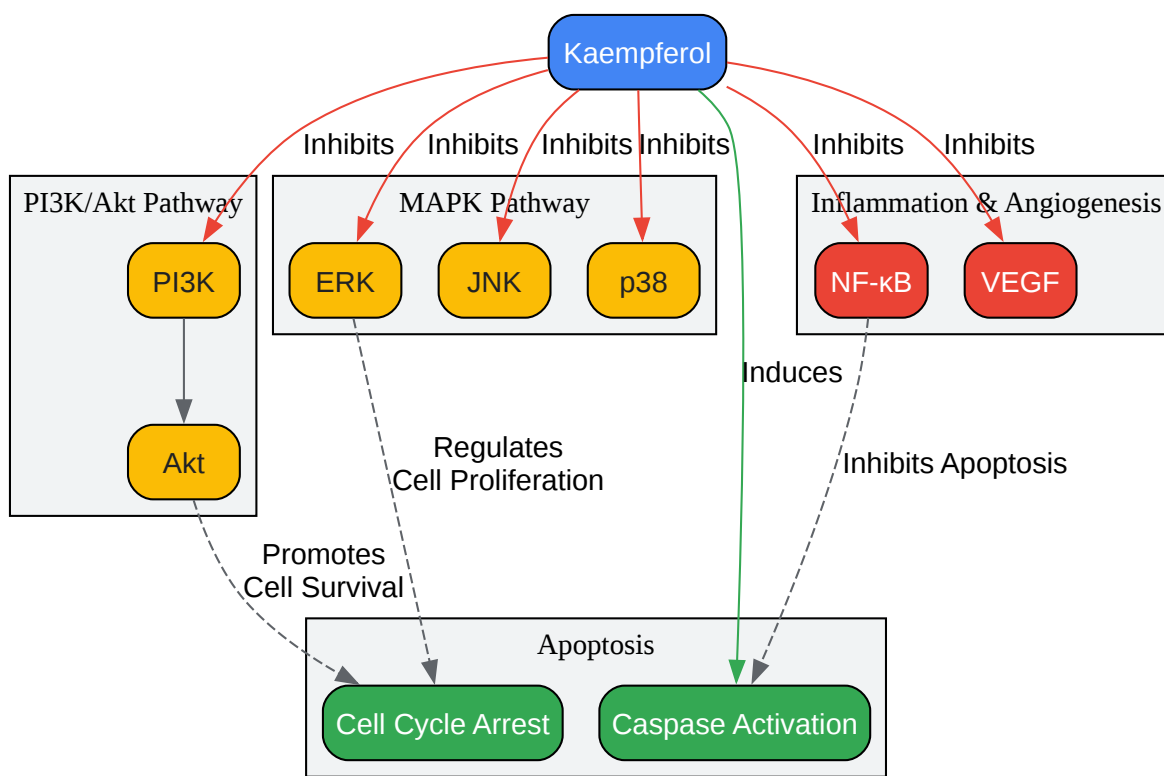 Kaempferol
Inhibits
Inhibits
Inhibits
Inhibits
Inhibits
Inhibits
PI3K/Akt Pathway
MAPK Pathway
Inflammation & Angiogenesis
PI3K
ERK
JNK
p38
NF-κB
VEGF
Induces
Akt
Regulates
Cell Proliferation
Inhibits Apoptosis
Promotes
Cell Survival
Apoptosis
Cell Cycle Arrest
Caspase Activation